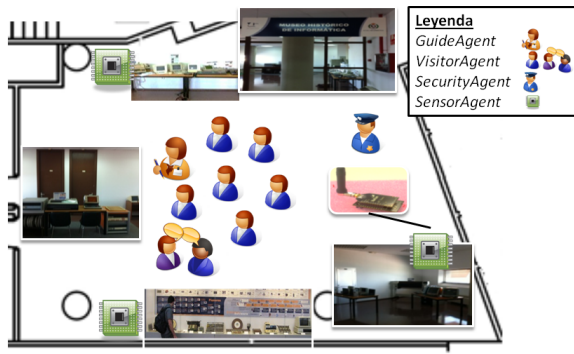 MUSEO HISTÓRICO
DE INFORMÁTICA
Leyenda
GuideAgent
VisitorAgent
SecurityAgent
SensorAgent